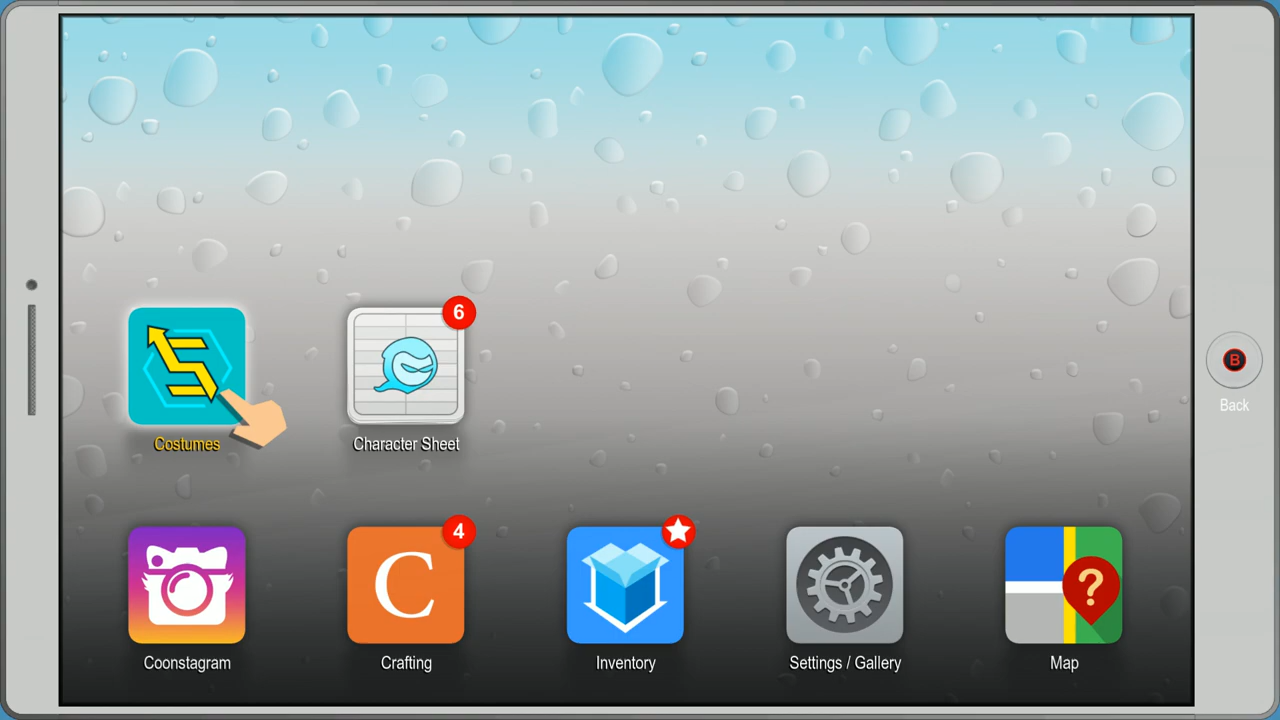 6
Costumes
Character Sheet
B
Back
4
C
?
Coonstagram
Crafting
Inventory
Settings / Gallery
Map